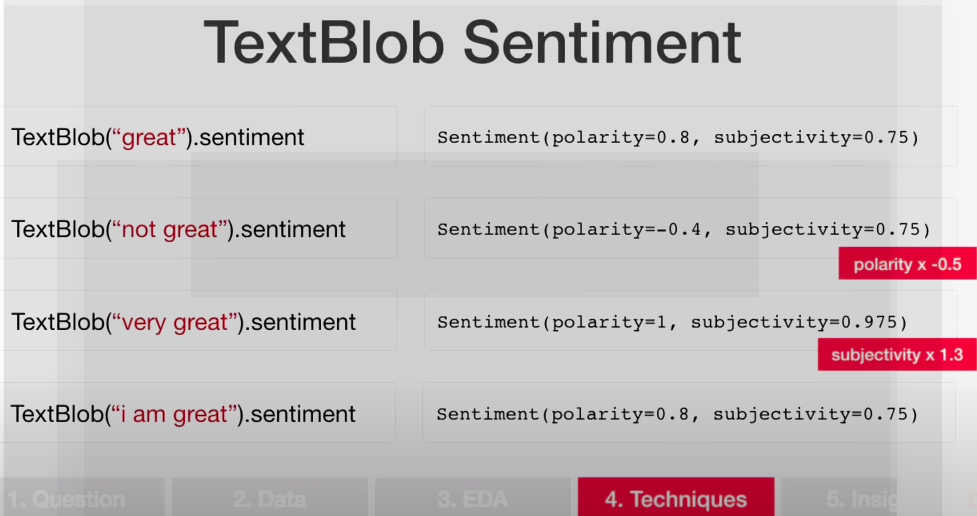 TextBlob Sentiment
TextBlob(“great”).sentiment
Sentiment(polarity=0.8, subjectivity=0.75)
TextBlob(“not great”).sentiment
Sentiment(polarity=-0.4, subjectivity=0.75)
polarity x -0.5
TextBlob(“very great”).sentiment
Sentiment(polarity=1, subjectivity=0.975)
subjectivity x 1.3
TextBlob(“i am great”).sentiment
Sentiment(polarity=0.8, subjectivity=0.75)
1. Question
2. Data
3. EDA
4. Techniques
5.